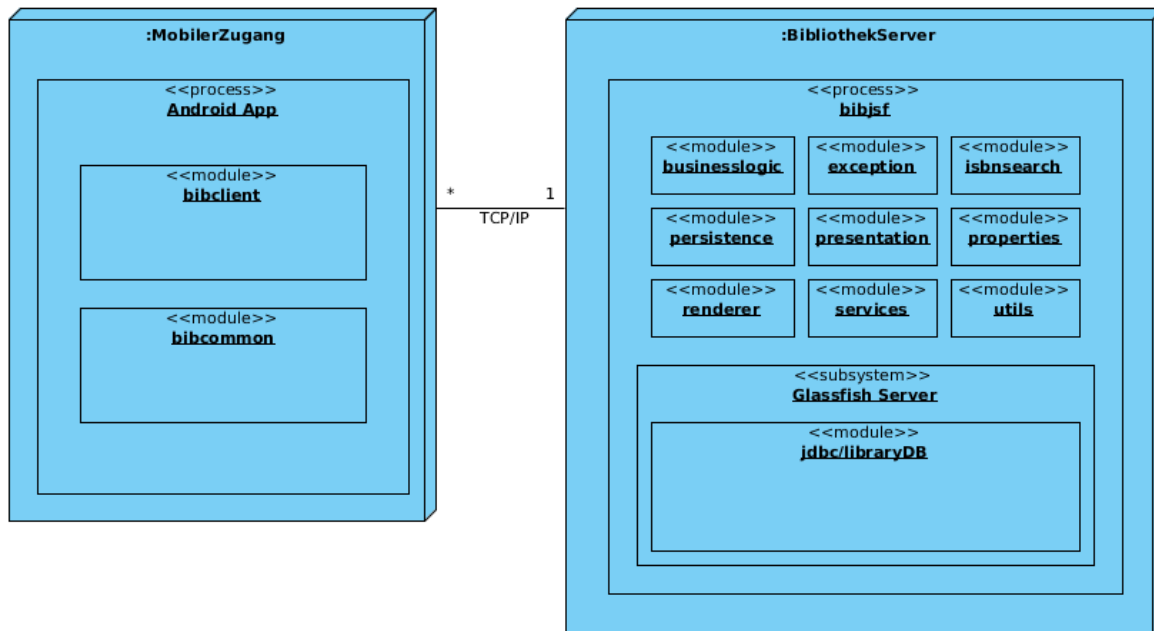 :MobilerZugang
<<process>>
Android App
<<module>>
bibclient
<<module>>
bibcommon
* 1
TCP/IP
:BibliothekServer
<<process>>
bibjsf
<<module>> <<module>> <<module>>
businesslogic exception isbnsearch
<<module>> <<module>> <<module>>
persistence presentation properties
<<module>> <<module>> <<module>>
renderer services utils
<<subsystem>>
Glassfish Server
<<module>>
jdbc/libraryDB